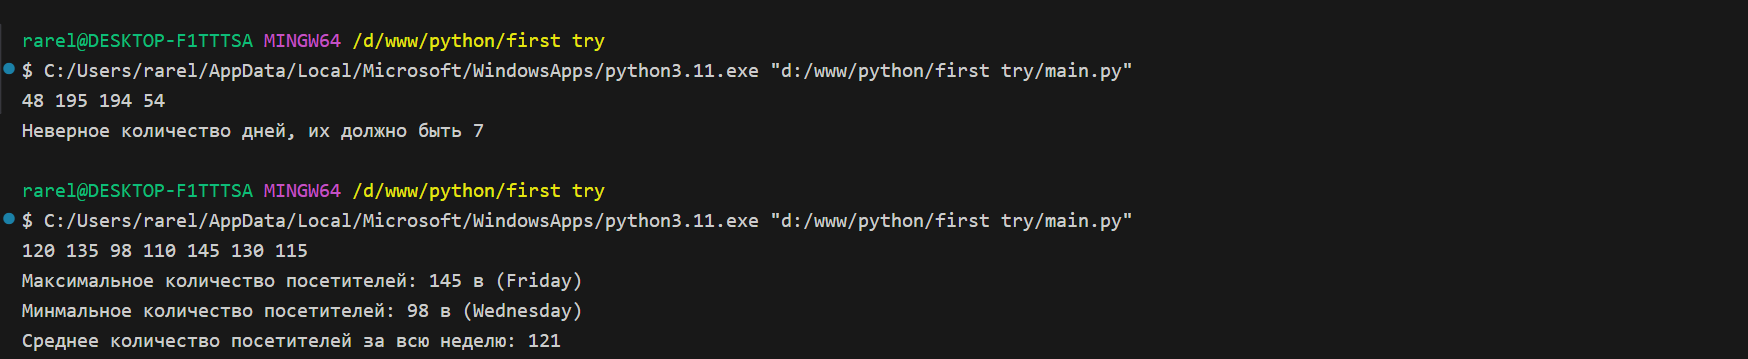 rarel@DESKTOP-F1TTTSA MINGW64 /d/www/python/first try
$ C:/Users/rarel/AppData/Local/Microsoft/WindowsApps/python3.11.exe "d:/www/python/first try/main.py"
48 195 194 54
Неверное количество дней, их должно быть 7
rarel@DESKTOP-F1TTTSA MINGW64 /d/www/python/first try
$ C:/Users/rarel/AppData/Local/Microsoft/WindowsApps/python3.11.exe "d:/www/python/first try/main.py"
120 135 98 110 145 130 115
Максимальное количество посетителей: 145 в (Friday)
Минмальное количество посетителей: 98 в (Wednesday)
Среднее количество посетителей за всю неделю: 121